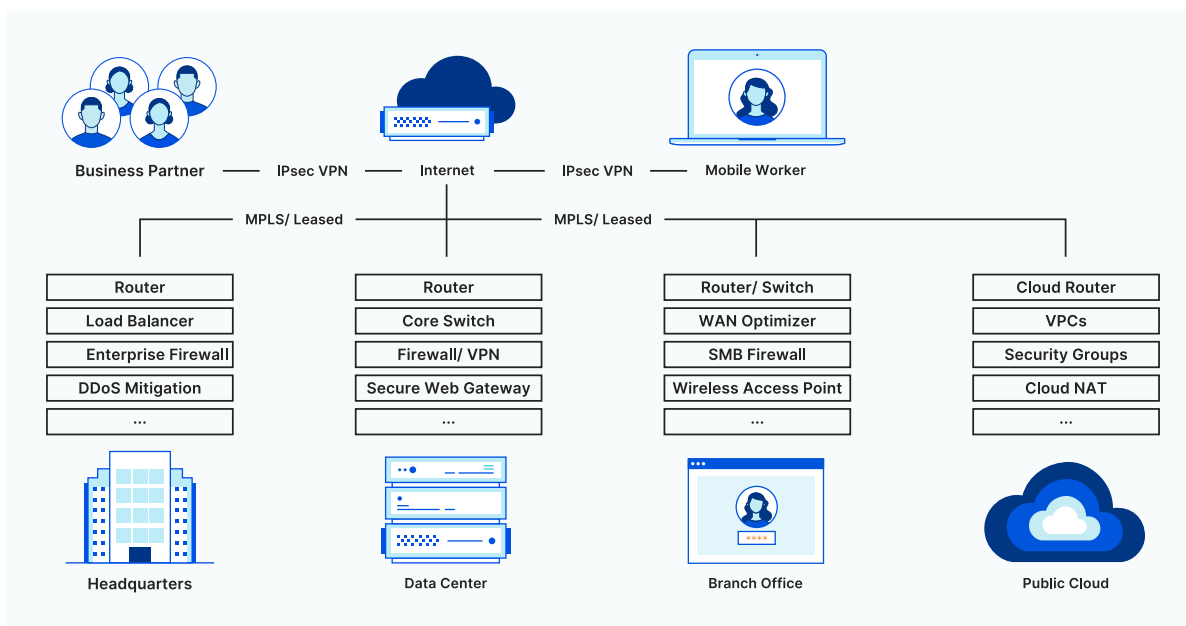 Business Partner
IPsec VPN
Internet
IPsec VPN
Mobile Worker
MPLS/ Leased
MPLS/ Leased
Router
Load Balancer
Enterprise Firewall
DDoS Mitigation
...
Headquarters
Router
Core Switch
Firewall/ VPN
Secure Web Gateway
...
Data Center
Router/ Switch
WAN Optimizer
SMB Firewall
Wireless Access Point
...
****
Branch Office
Cloud Router
VPCs
Security Groups
Cloud NAT
...
Public Cloud